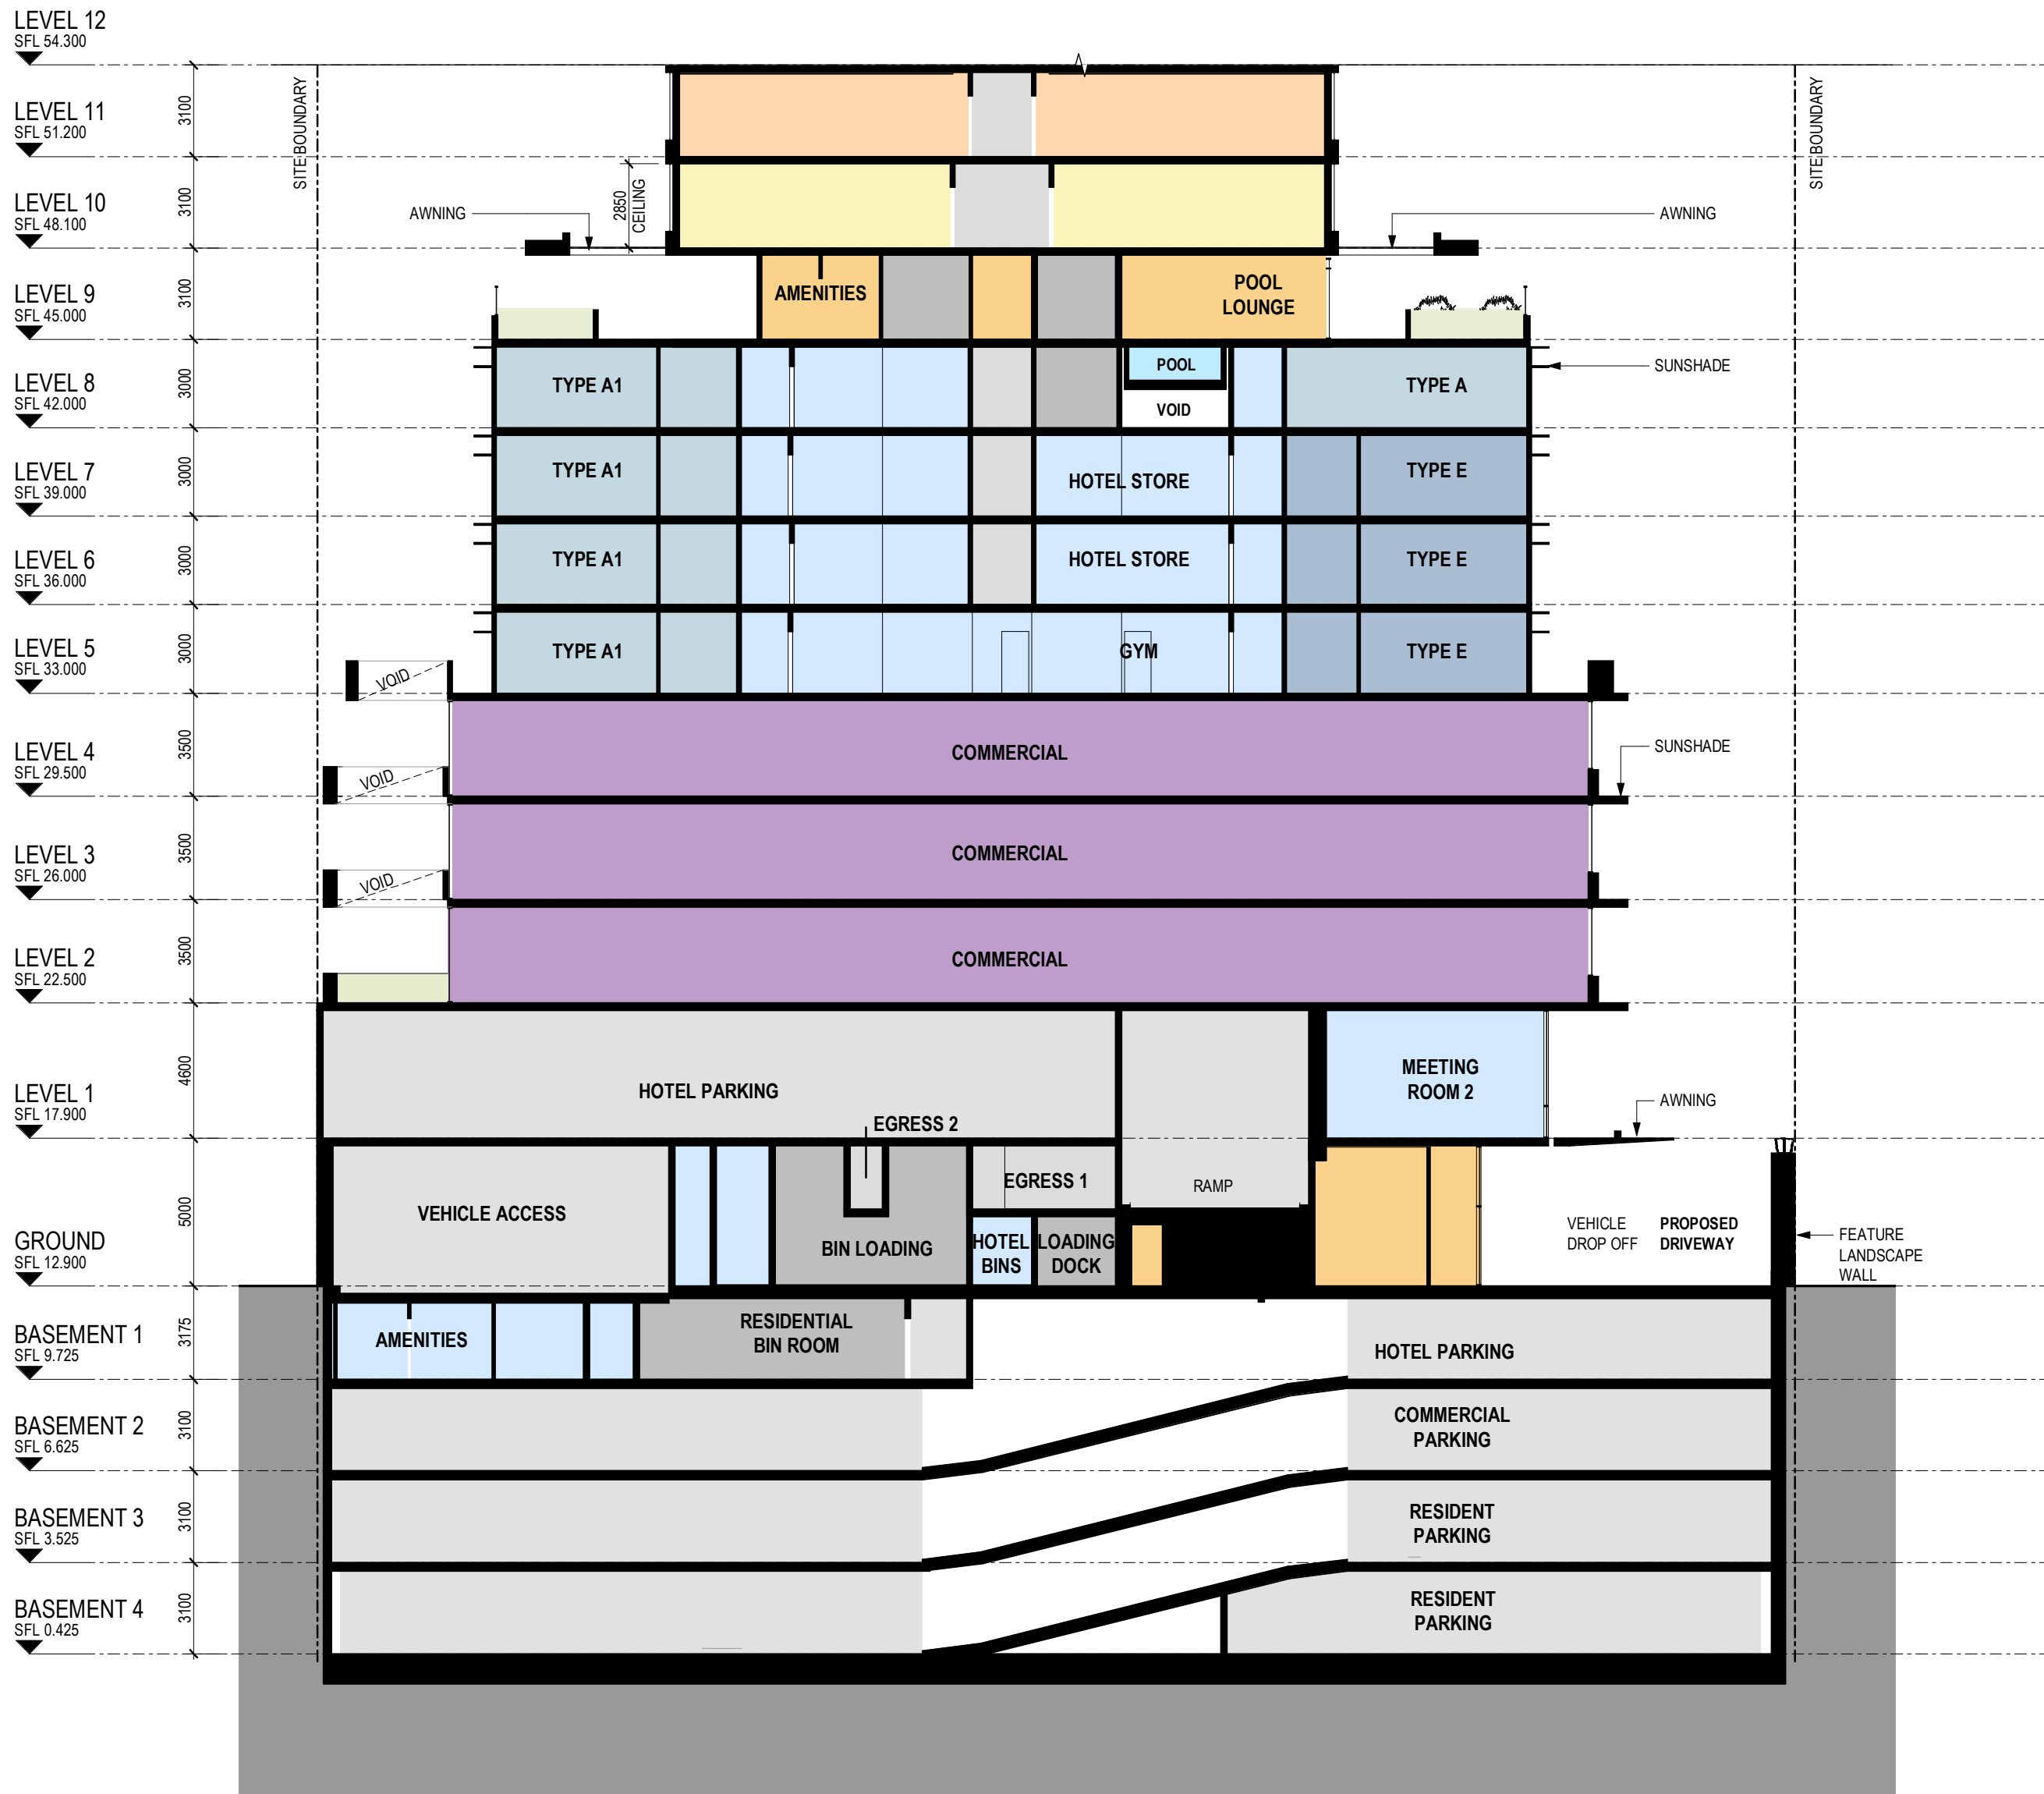 LEVEL 12
SFL 54.300
LEVEL 11
SFL 51.200
LEVEL 10
SFL 48.100
LEVEL 9
SFL 45.000
LEVEL 8
SFL 42.000
LEVEL 7
SFL 39.000
LEVEL 6
SFL 36.000
LEVEL 5
SFL 33.000
LEVEL 4
SFL 29.500
LEVEL 3
SFL 26.000
LEVEL 2
SFL 22.500
LEVEL 1
SFL 17.900
GROUND
SFL 12.900
BASEMENT 1
SFL 9.725
BASEMENT 2
SFL 6.625
BASEMENT 3
SFL 3.525
BASEMENT 4
SFL 0.425
3100
3100
3100
3000
3000
3000
3000
3500
3500
3500
4600
5000
3175
3100
3100
3100
SITE BOUNDARY
SITE BOUNDARY
2850
CEILING
AWNING
AWNING
AMENITIES
POOL
LOUNGE
TYPE A1
POOL
VOID
TYPE A
SUNSHADE
TYPE A1
HOTEL STORE
TYPE E
TYPE A1
HOTEL STORE
TYPE E
TYPE A1
GYM
TYPE E
VOID
COMMERCIAL
SUNSHADE
VOID
COMMERCIAL
VOID
COMMERCIAL
HOTEL PARKING
MEETING
ROOM 2
AWNING
EGRESS 2
EGRESS 1
RAMP
VEHICLE ACCESS
BIN LOADING
HOTEL
BINS
LOADING
DOCK
VEHICLE
DROP OFF
PROPOSED
DRIVEWAY
FEATURE
LANDSCAPE
WALL
AMENITIES
RESIDENTIAL
BIN ROOM
HOTEL PARKING
COMMERCIAL
PARKING
RESIDENT
PARKING
RESIDENT
PARKING